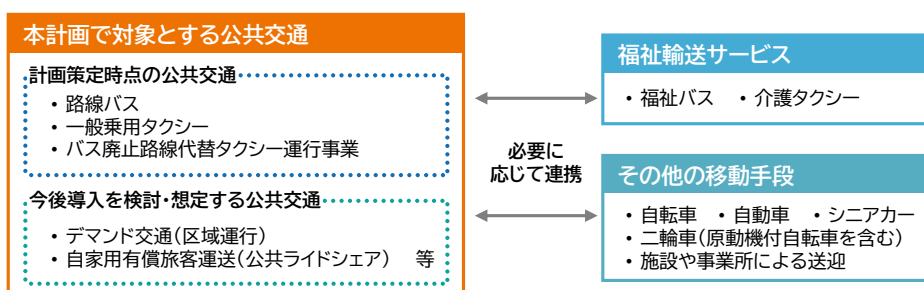 本計画で対象とする公共交通
計画策定時点の公共交通
・路線バス
・一般乗用タクシー
・バス廃止路線代替タクシー運行事業
今後導入を検討・想定する公共交通
・デマンド交通(区域運行)
・自家用有償旅客運送(公共ライドシェア) 等
必要に
応じて連携
福祉輸送サービス
・福祉バス ・介護タクシー
その他の移動手段
・自転車 ・自動車 ・シニアカー
・二輪車(原動機付自転車を含む)
・施設や事業所による送迎